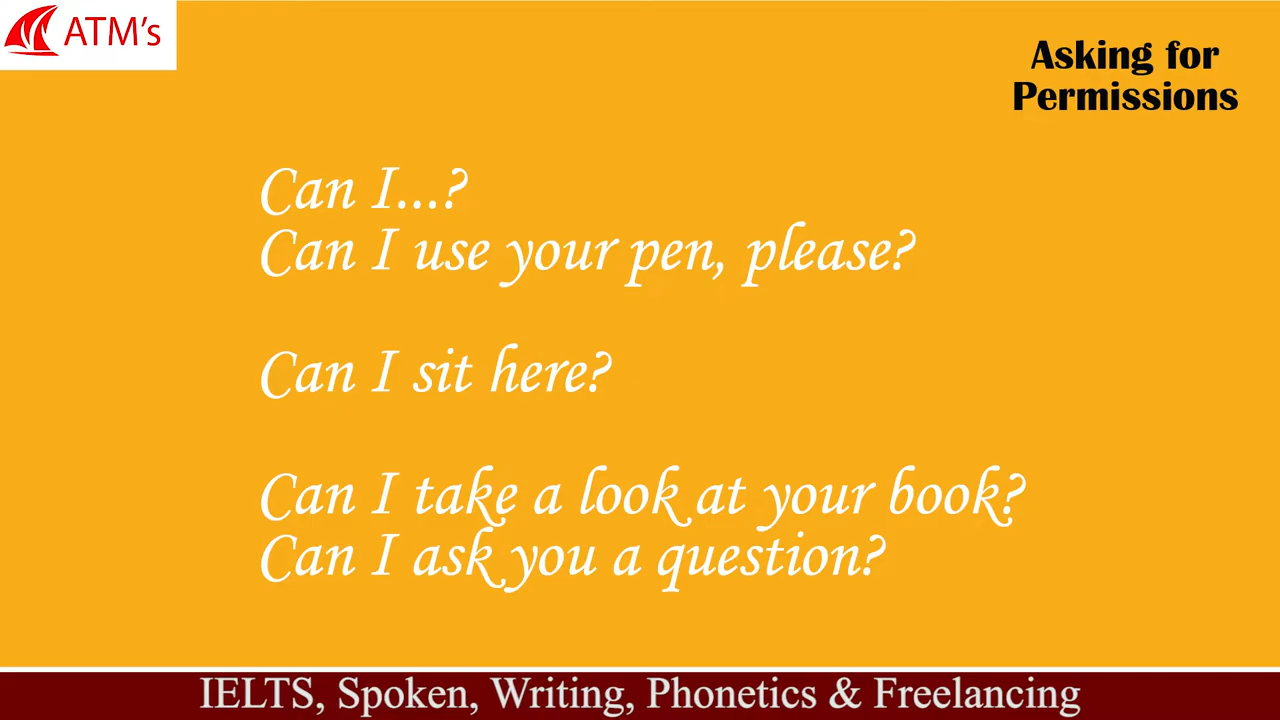 ATM's
Asking for
Permissions
Can I...?
Can I use your pen, please?
Can I sit here?
Can I take a look at your book?
Can I ask you a question?
IELTS, Spoken, Writing, Phonetics & Freelancing